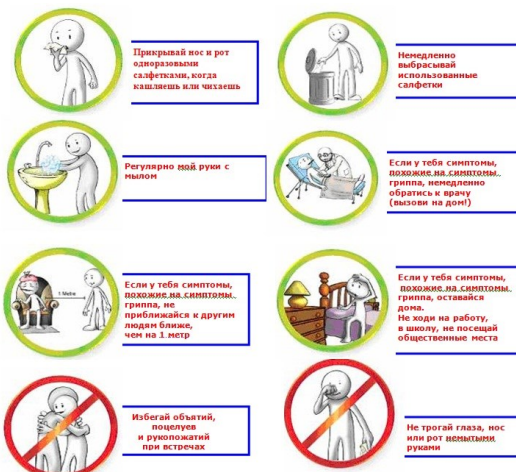 Прикрывай нос и рот
одноразовыми
салфетками, когда
кашляешь или чихаешь
Немедленно
выбрасывай
использованные
салфетки
Регулярно мой руки с
мылом
Если у тебя симптомы,
похожие на симптомы
гриппа, немедленно
обратись к врачу
(вызови на дом!)
1 Metre
Если у тебя симптомы,
похожие на симптомы
гриппа, не
приближайся к другим
людям ближе,
чем на 1 метр
Если у тебя симптомы,
похожие на симптомы
гриппа, оставайся
дома.
Не ходи на работу,
в школу, не посещай
общественные места
Избегай объятий,
поцелуев
и рукопожатий
при встречах
Не трогай глаза, нос
или рот немытыми
руками